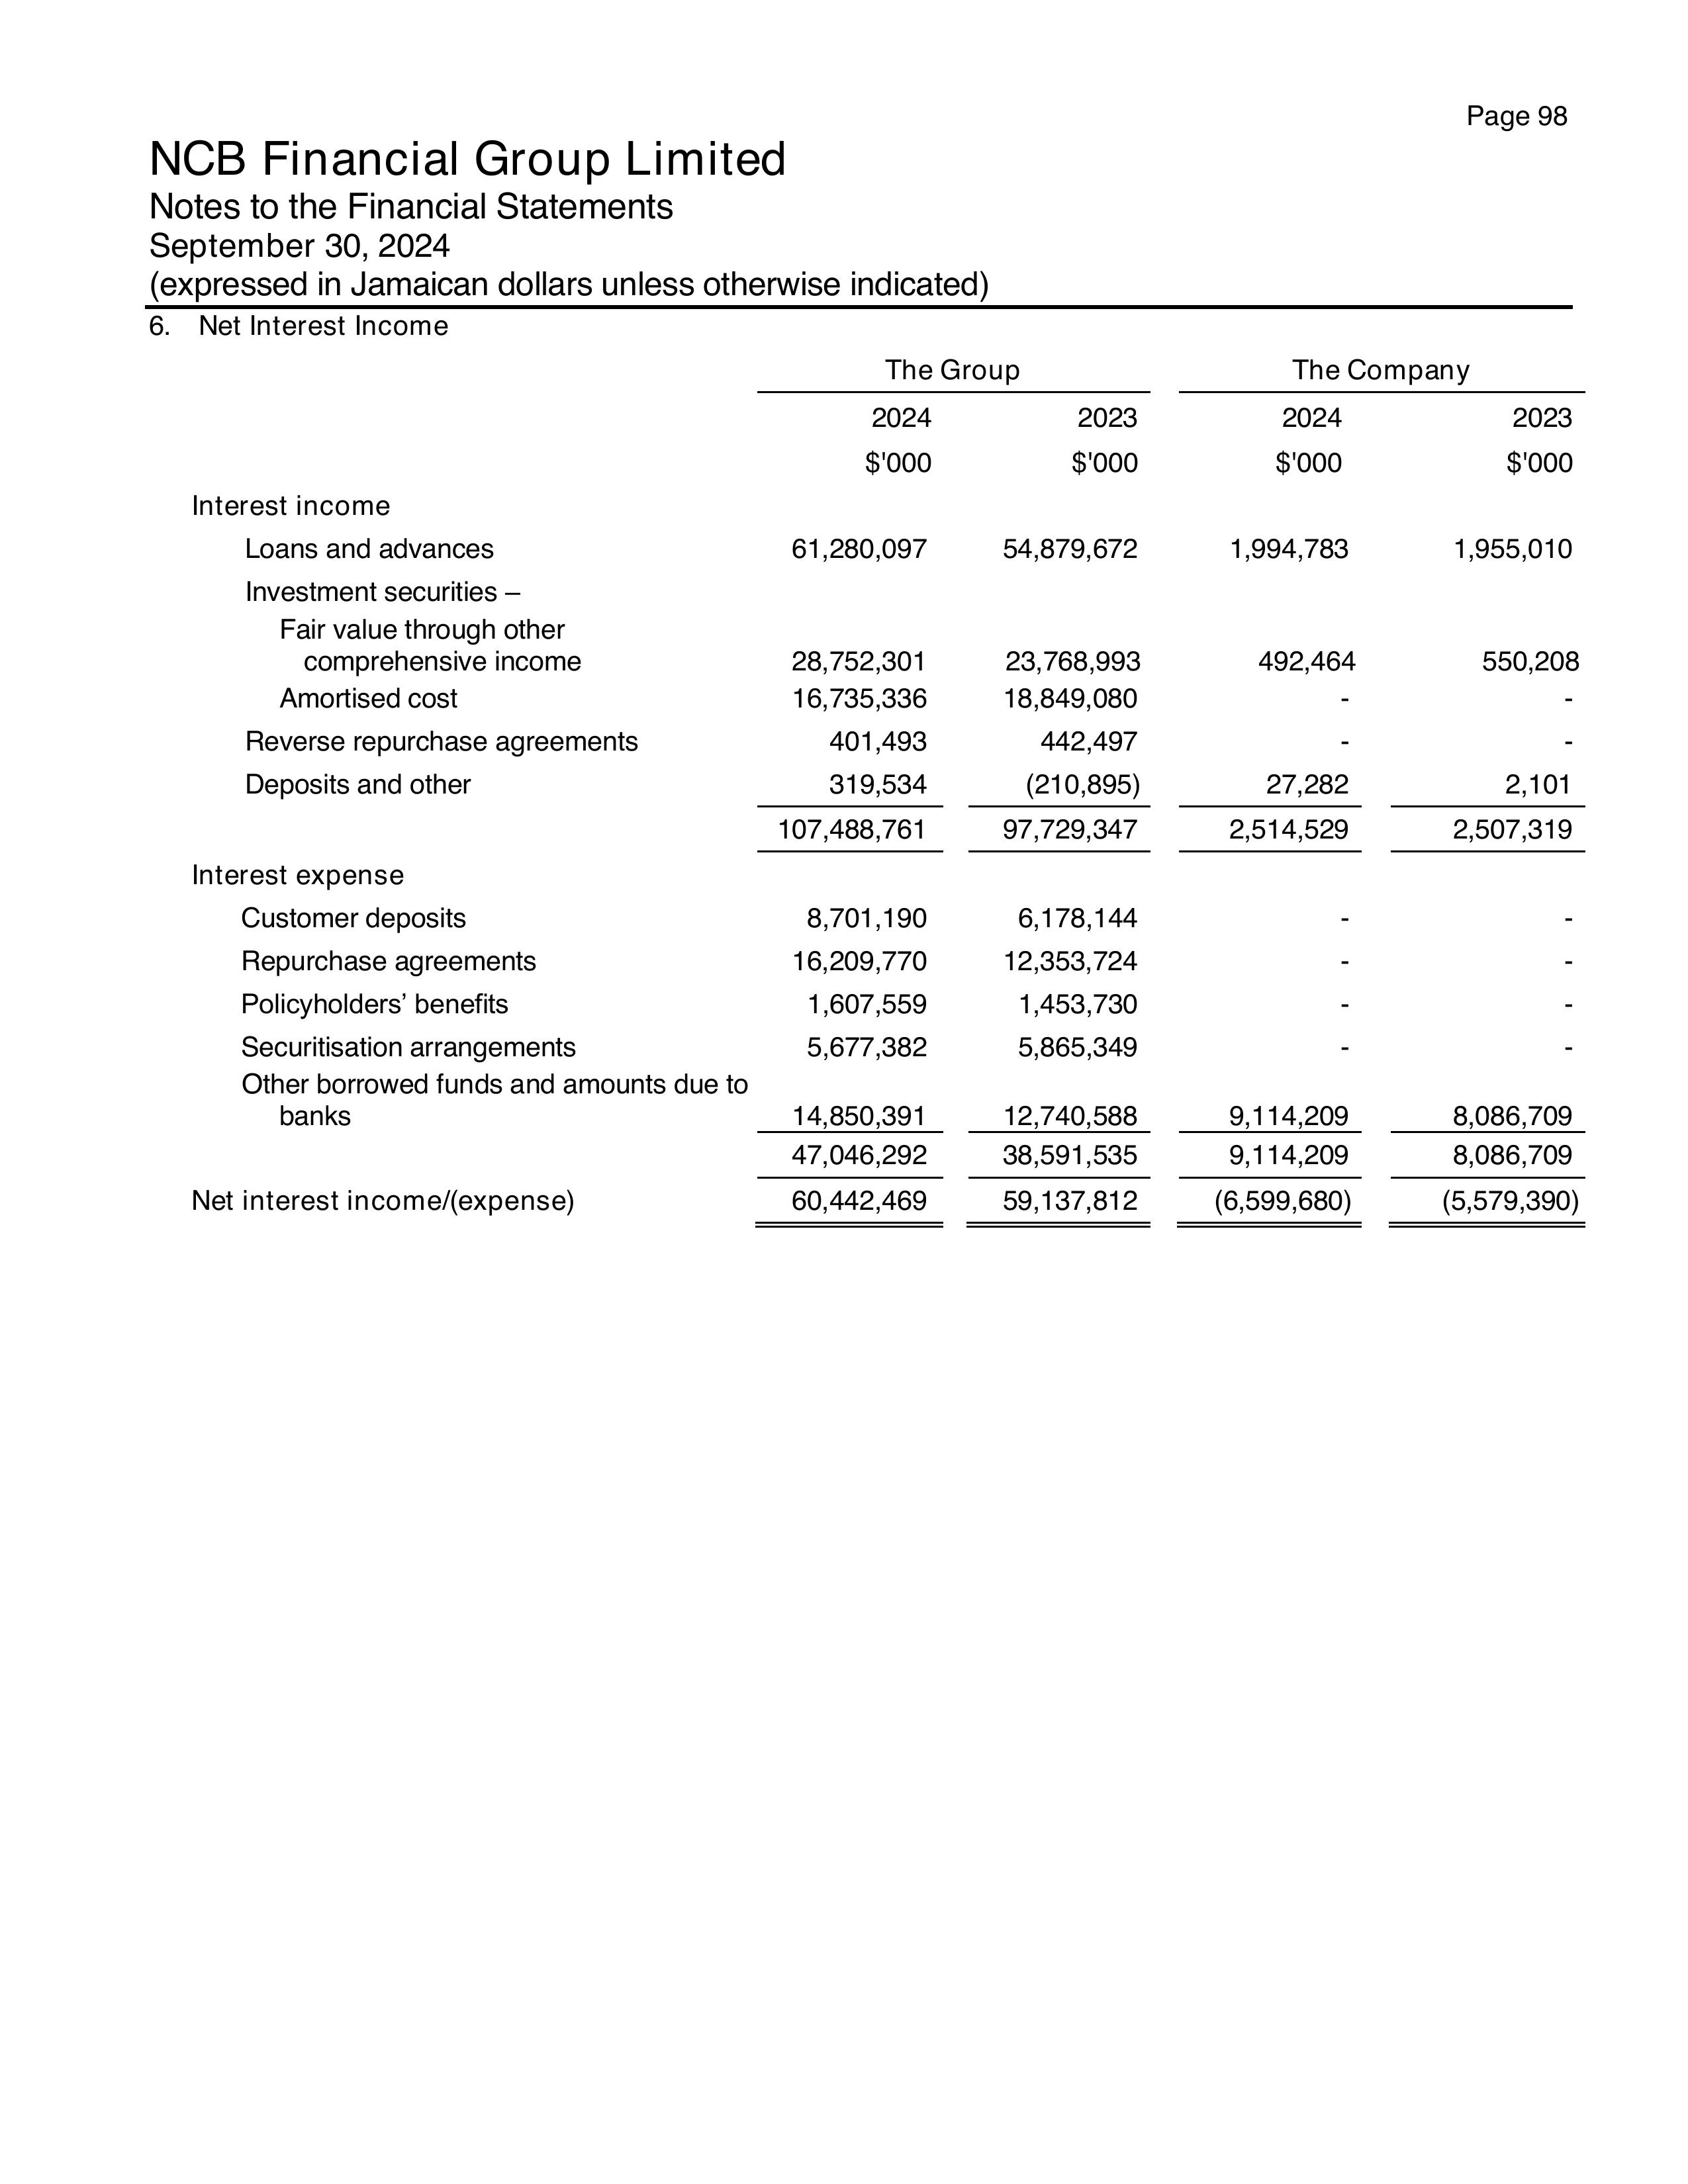 Page 98
NCB Financial Group Limited
Notes to the Financial Statements
September 30, 2024
(expressed in Jamaican dollars unless otherwise indicated)
6. Net Interest Income
The Group The Company
2024 2023 2024 2023
$'000 $'000 $'000 $'000
Interest income
Loans and advances 61,280,097 54,879,672 1,994,783 1,955,010
Investment securities –
Fair value through other
comprehensive income 28,752,301 23,768,993 492,464 550,208
Amortised cost 16,735,336 18,849,080 - -
Reverse repurchase agreements 401,493 442,497 - -
Deposits and other 319,534 (210,895) 27,282 2,101
107,488,761 97,729,347 2,514,529 2,507,319
Interest expense
Customer deposits 8,701,190 6,178,144 - -
Repurchase agreements 16,209,770 12,353,724 - -
Policyholders’ benefits 1,607,559 1,453,730 - -
Securitisation arrangements 5,677,382 5,865,349 - -
Other borrowed funds and amounts due to
banks 14,850,391 12,740,588 9,114,209 8,086,709
47,046,292 38,591,535 9,114,209 8,086,709
Net interest income/(expense) 60,442,469 59,137,812 (6,599,680) (5,579,390)